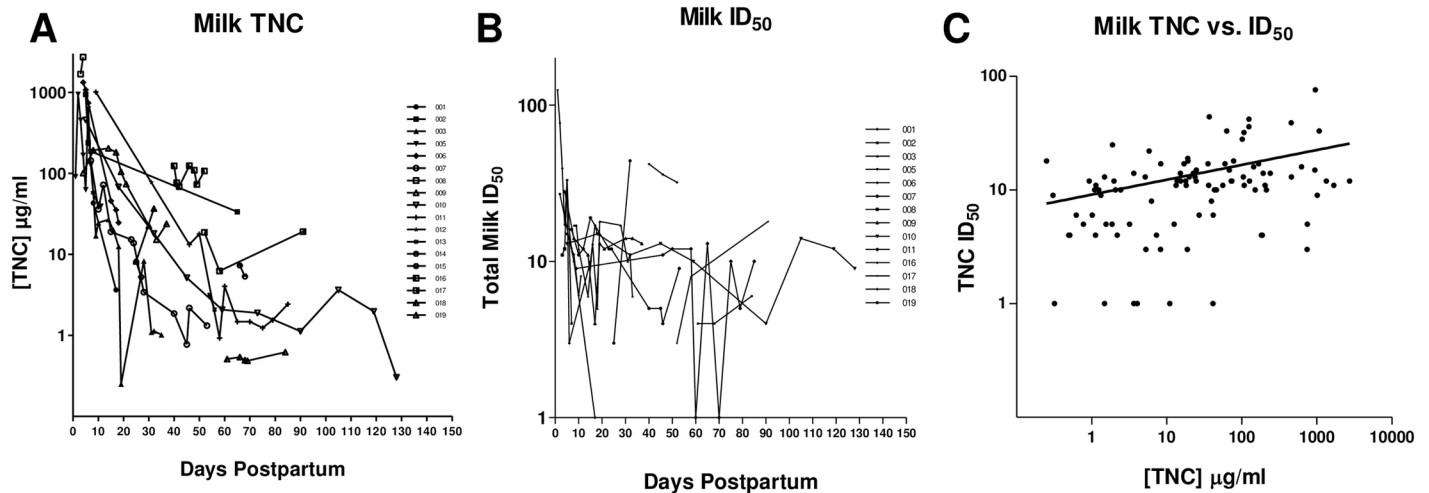 A
Milk TNC
[TNC] µg/ml
1000
100
10
1
0 10 20 30 40 50 60 70 80 90 100 110 120 130 140 150
Days Postpartum
001
002
003
005
006
007
008
009
010
011
012
013
014
015
016
017
018
019
B
Milk ID50
Total Milk ID50
100
10
1
0 10 20 30 40 50 60 70 80 90 100 110 120 130 140 150
Days Postpartum
001
002
003
005
006
007
008
009
010
011
016
017
018
019
C
Milk TNC vs. ID50
TNC ID50
100
10
1
1 10 100 1000 10000
[TNC] µg/ml